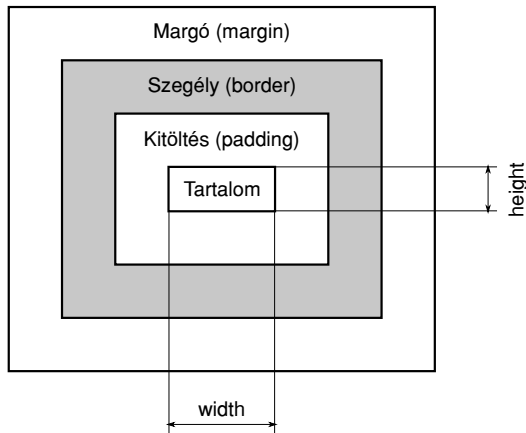 Margó (margin)
Szegély (border)
Kitöltés (padding)
Tartalom
height
width